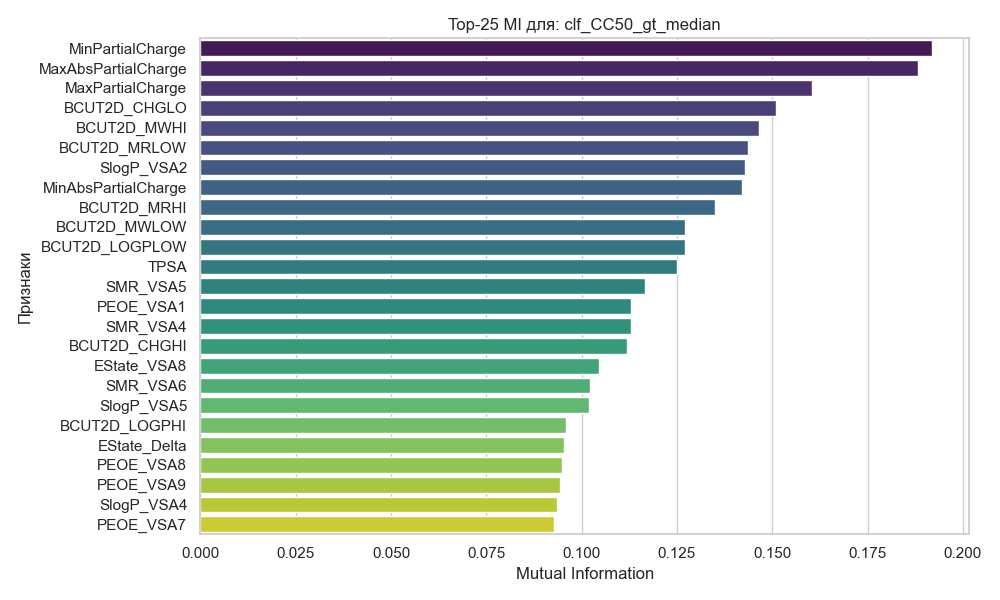 Top-25 MI для: clf_CC50_gt_median
MinPartialCharge
MaxAbsPartialCharge
MaxPartialCharge
BCUT2D_CHGLO
BCUT2D_MWHI
BCUT2D_MRLOW
SlogP_VSA2
MinAbsPartialCharge
BCUT2D_MRHI
BCUT2D_MWLOW
BCUT2D_LOGPLOW
TPSA
SMR_VSA5
PEOE_VSA1
SMR_VSA4
BCUT2D_CHGHI
EState_VSA8
SMR_VSA6
SlogP_VSA5
BCUT2D_LOGPHI
EState_Delta
PEOE_VSA8
PEOE_VSA9
SlogP_VSA4
PEOE_VSA7
Признаки
0.000 0.025 0.050 0.075 0.100 0.125 0.150 0.175 0.200
Mutual Information